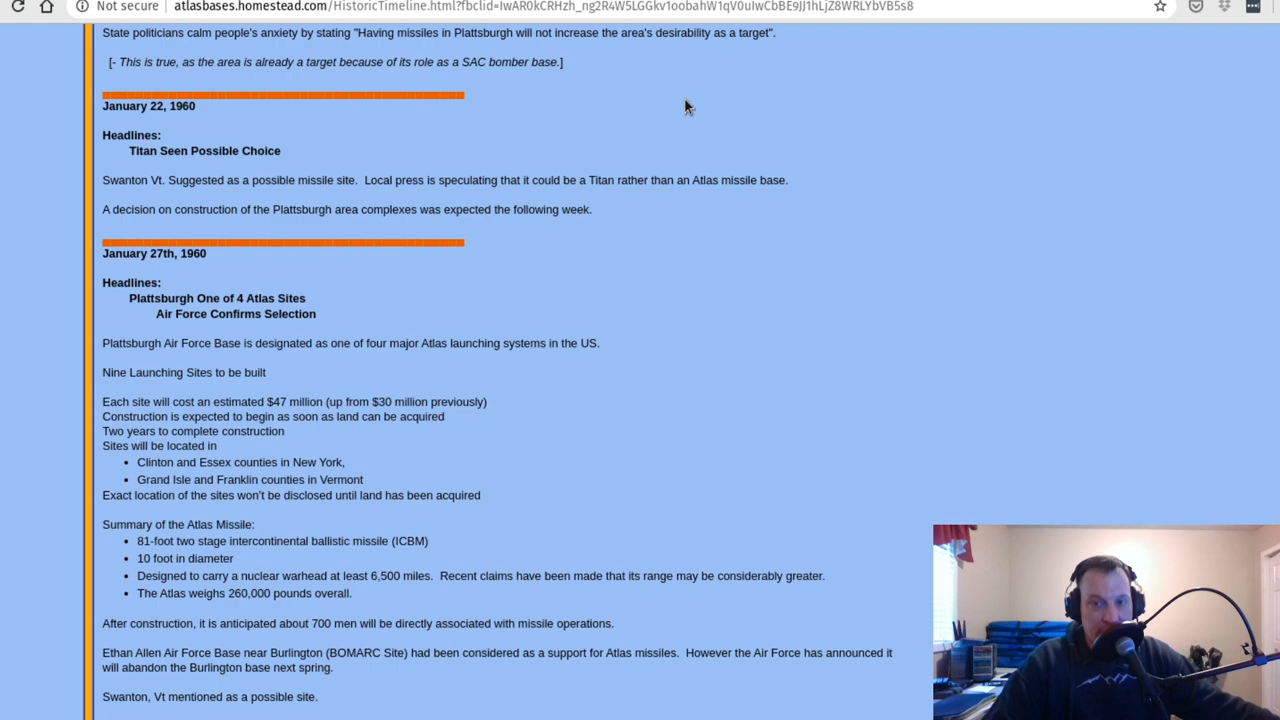 Not secure
atlasbases.homestead.com/HistoricTimeline.html?fbclid=IwAR0kCRHzh_ng2R4W5LGGkv1oobahW1qV0uIwCbBE9JJ1hLjZ8WRLYbVB5s8
State politicians calm people's anxiety by stating "Having missiles in Plattsburgh will not increase the area's desirability as a target".
[- This is true, as the area is already a target because of its role as a SAC bomber base.]
January 22, 1960
Headlines:
Titan Seen Possible Choice
Swanton Vt. Suggested as a possible missile site.  Local press is speculating that it could be a Titan rather than an Atlas missile base.
A decision on construction of the Plattsburgh area complexes was expected the following week.
January 27th, 1960
Headlines:
Plattsburgh One of 4 Atlas Sites
Air Force Confirms Selection
Plattsburgh Air Force Base is designated as one of four major Atlas launching systems in the US.
Nine Launching Sites to be built
Each site will cost an estimated $47 million (up from $30 million previously)
Construction is expected to begin as soon as land can be acquired
Two years to complete construction
Sites will be located in
• Clinton and Essex counties in New York,
• Grand Isle and Franklin counties in Vermont
Exact location of the sites won't be disclosed until land has been acquired
Summary of the Atlas Missile:
• 81-foot two stage intercontinental ballistic missile (ICBM)
• 10 foot in diameter
• Designed to carry a nuclear warhead at least 6,500 miles.  Recent claims have been made that its range may be considerably greater.
• The Atlas weighs 260,000 pounds overall.
After construction, it is anticipated about 700 men will be directly associated with missile operations.
Ethan Allen Air Force Base near Burlington (BOMARC Site) had been considered as a support for Atlas missiles.  However the Air Force has announced it
will abandon the Burlington base next spring.
Swanton, Vt mentioned as a possible site.